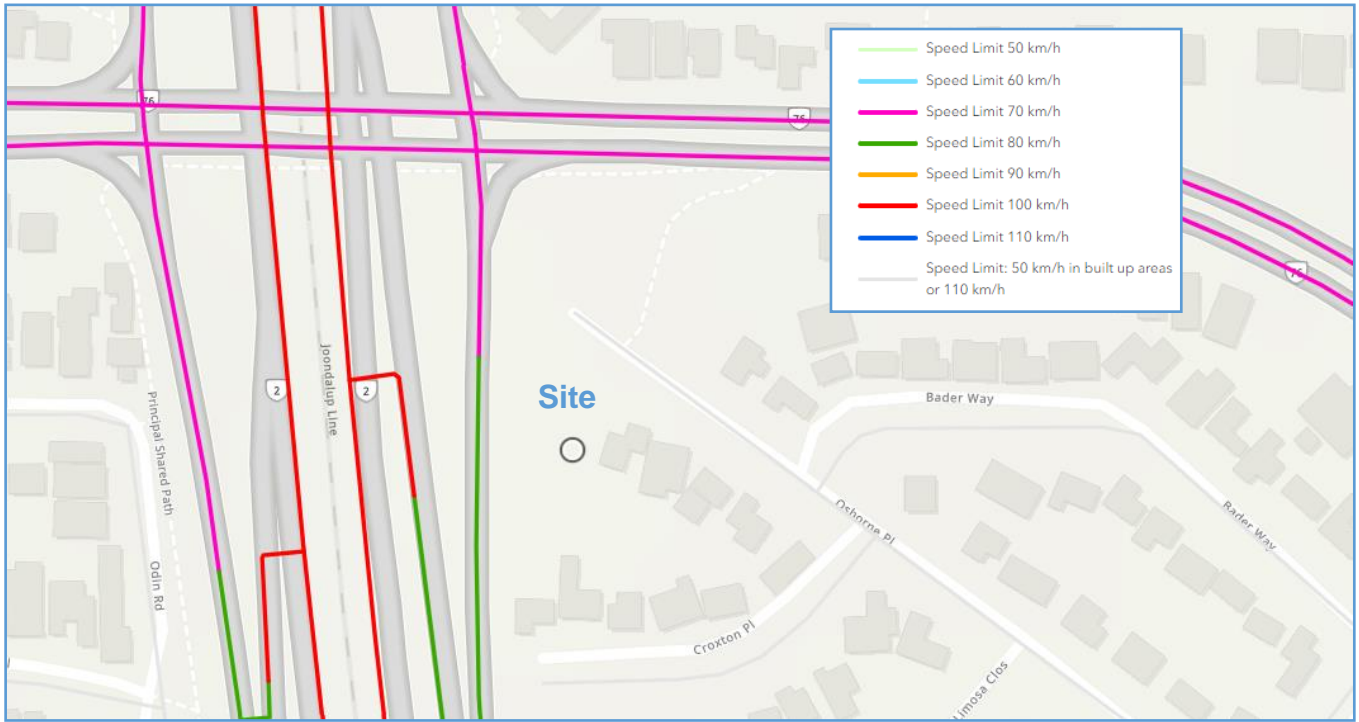 Speed Limit 50 km/h
Speed Limit 60 km/h
Speed Limit 70 km/h
Speed Limit 80 km/h
Speed Limit 90 km/h
Speed Limit 100 km/h
Speed Limit 110 km/h
Speed Limit: 50 km/h in built up areas
or 110 km/h
76
76
76
Joondalup Line
2
2
Site
Principal Shared Path
Odin Rd
Bader Way
Bader Way
Osborne Pl
Croxton Pl
Limosa Clos